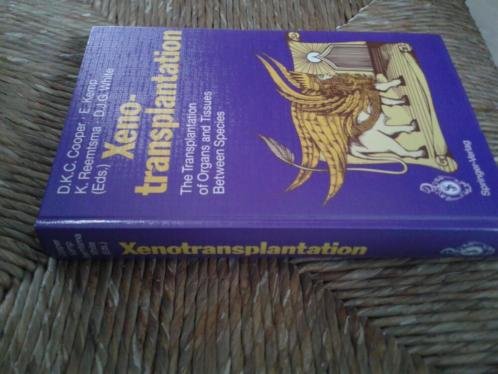 D.K.C. Cooper · E. Kemp
K. Reemtsma · D.J.G. White
(Eds.)
Xeno-
transplantation
The Transplantation
of Organs and Tissues
Between Species
Springer-Verlag
Xenotransplantation